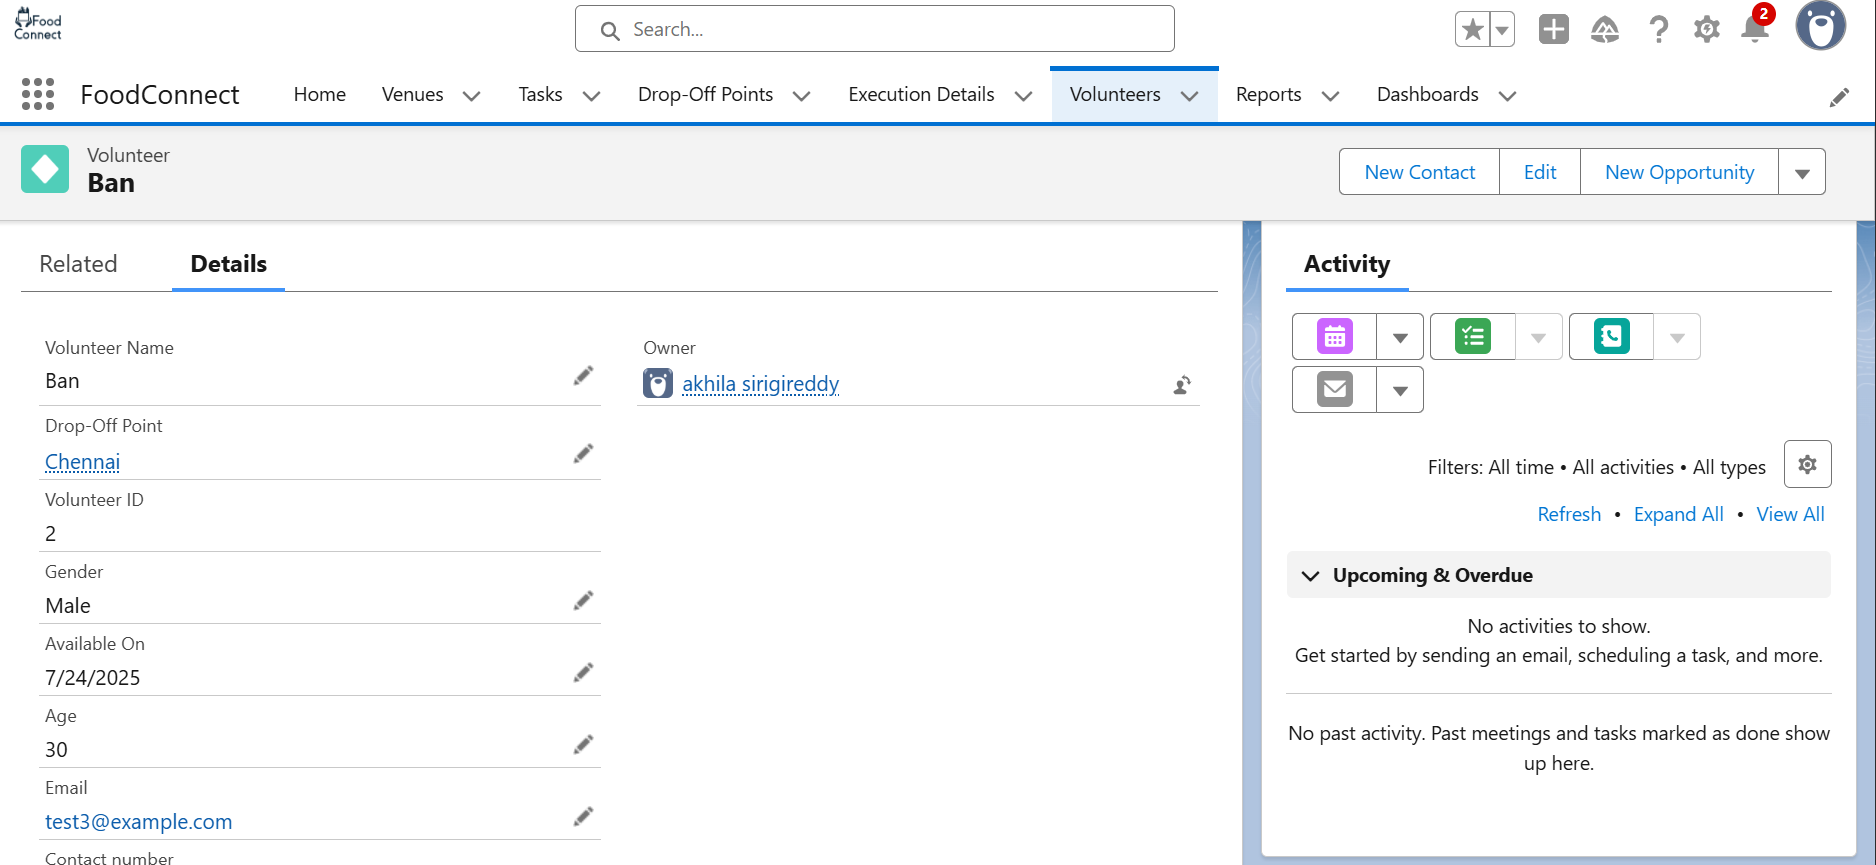 Food
Connect
Search...
2
FoodConnect
Home
Venues
Tasks
Drop-Off Points
Execution Details
Volunteers
Reports
Dashboards
Volunteer
Ban
New Contact
Edit
New Opportunity
Related
Details
Volunteer Name
Ban
Drop-Off Point
Chennai
Volunteer ID
2
Gender
Male
Available On
7/24/2025
Age
30
Email
test3@example.com
Contact number
Owner
akhila sirigireddy
Activity
Filters: All time • All activities • All types
Refresh • Expand All • View All
Upcoming & Overdue
No activities to show.
Get started by sending an email, scheduling a task, and more.
No past activity. Past meetings and tasks marked as done show
up here.